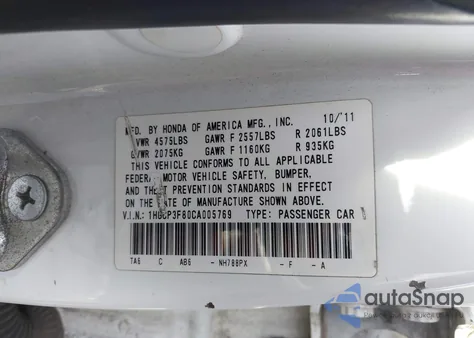 MFD. BY HONDA OF AMERICA MFG., INC. 10/'11
GVWR 4575LBS GAWR F 2557LBS R 2061LBS
GVWR 2075KG GAWR F 1160KG R 935KG
THIS VEHICLE CONFORMS TO ALL APPLICABLE
FEDERAL MOTOR VEHICLE SAFETY, BUMPER,
AND THEFT PREVENTION STANDARDS IN EFFECT
ON THE DATE OF MANUFACTURE SHOWN ABOVE.
V.I.N.: 1HGCP3F80CA005769 TYPE: PASSENGER CAR
TA6 C AB6 - NH788PX - F - A
autoSnap